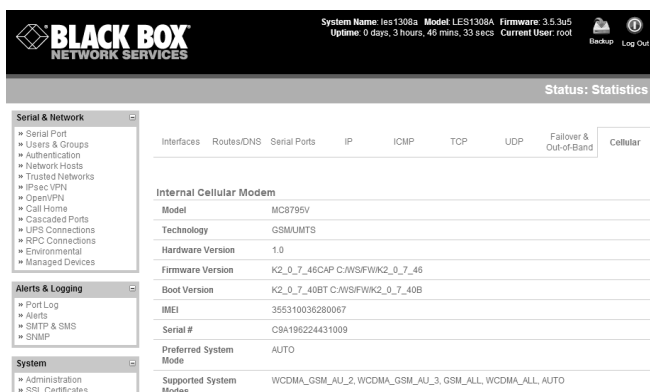 BLACK BOX
NETWORK SERVICES
System Name: les1308a Model: LES1308A Firmware: 3.5.3u5
Uptime: 0 days, 3 hours, 46 mins, 33 secs Current User: root
Backup
Log Out
Status: Statistics
Serial & Network
» Serial Port
» Users & Groups
» Authentication
» Network Hosts
» Trusted Networks
» IPsec VPN
» OpenVPN
» Call Home
» Cascaded Ports
» UPS Connections
» RPC Connections
» Environmental
» Managed Devices
Alerts & Logging
» Port Log
» Alerts
» SMTP & SMS
» SNMP
System
» Administration
» SSL Certificates
Interfaces Routes/DNS Serial Ports IP ICMP TCP UDP Failover & Out-of-Band Cellular
Internal Cellular Modem
Model MC8795V
Technology GSM/UMTS
Hardware Version 1.0
Firmware Version K2_0_7_46CAP C:/WS/FW/K2_0_7_46
Boot Version K2_0_7_40BT C:/WS/FW/K2_0_7_40B
IMEI 355310036280067
Serial # C9A196224431009
Preferred System Mode AUTO
Supported System Modes WCDMA_GSM_AU_2, WCDMA_GSM_AU_3, GSM_ALL, WCDMA_ALL, AUTO